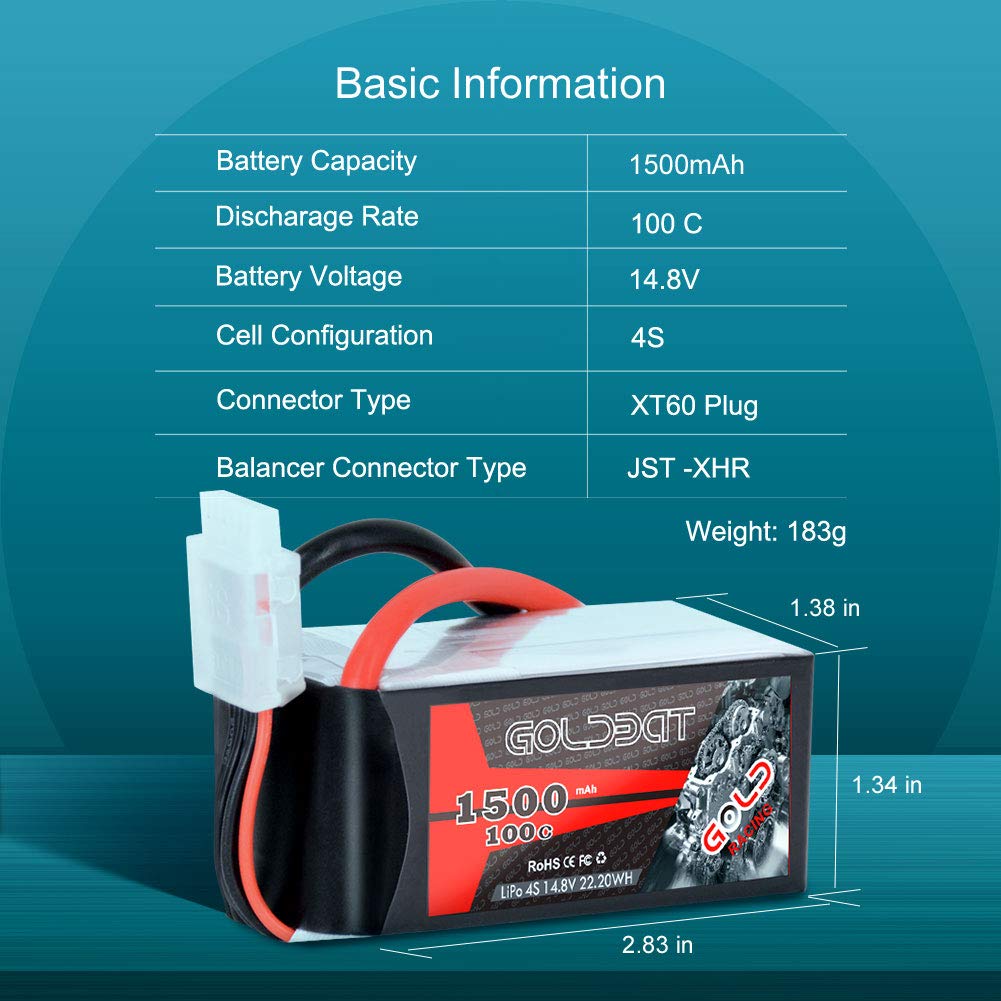 Basic Information
Battery Capacity 1500mAh
Discharage Rate 100 C
Battery Voltage 14.8V
Cell Configuration 4S
Connector Type XT60 Plug
Balancer Connector Type JST -XHR
Weight: 183g
1.38 in
GOLDBAT
1500 mAh
100C
GOLD
RACING
1.34 in
RoHS CE FC
LiPo 4S 14.8V 22.20WH
2.83 in